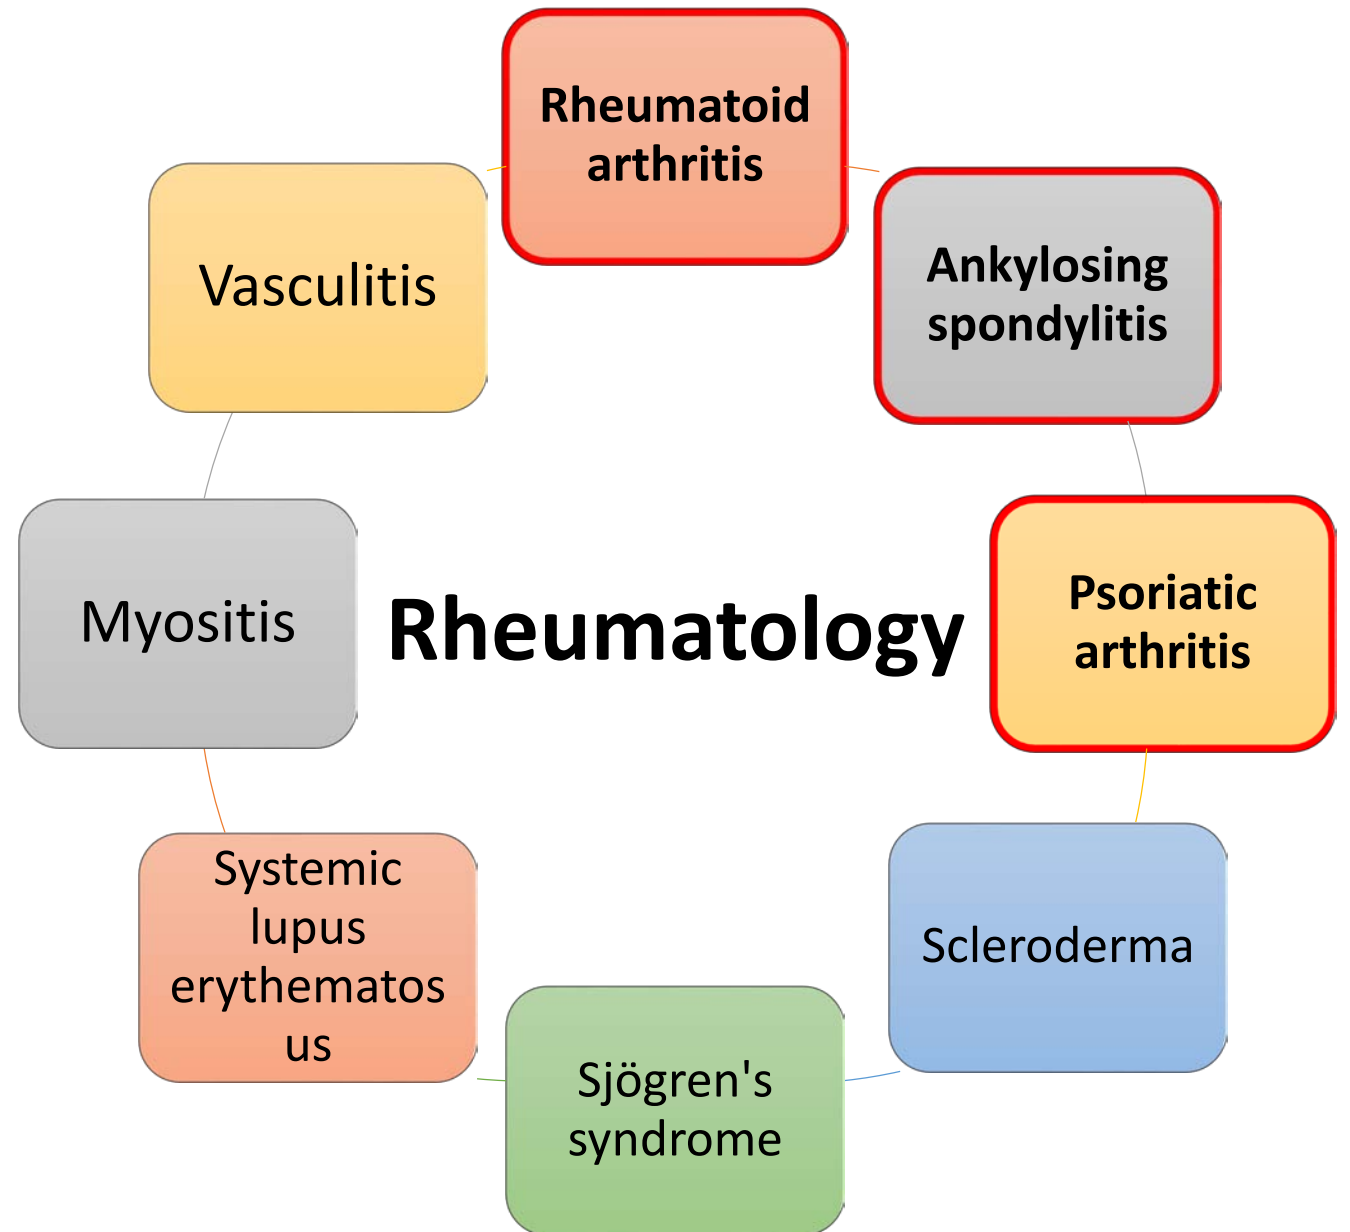 Rheumatoid
arthritis
Ankylosing
spondylitis
Psoriatic
arthritis
Scleroderma
Sjögren's
syndrome
Systemic
lupus
erythematos
us
Myositis
Vasculitis
Rheumatology